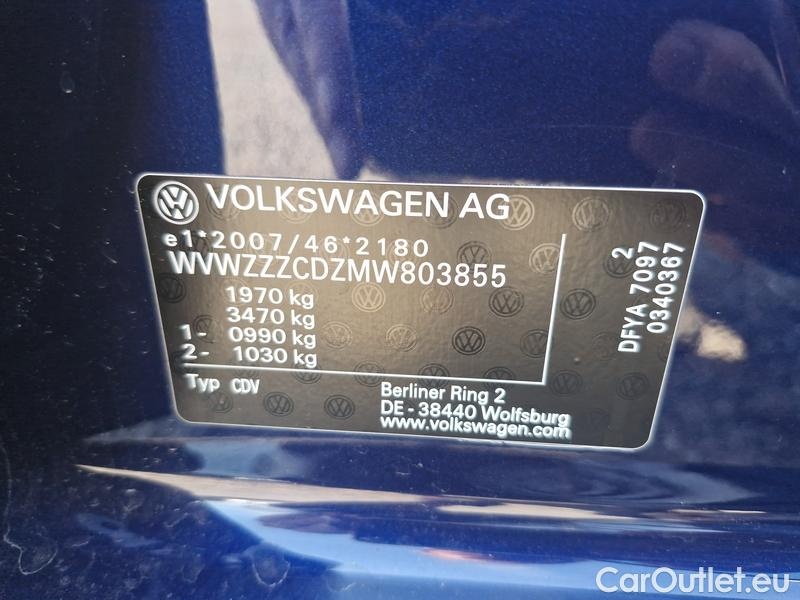 VOLKSWAGEN AG
e1*2007/46*2180
WVWZZZCDZMW803855
1970 kg
3470 kg
1- 0990 kg
2- 1030 kg
Typ CDV
Berliner Ring 2
DE - 38440 Wolfsburg
www.volkswagen.com
2
DFYA 7097
0340367
CarOutlet.eu